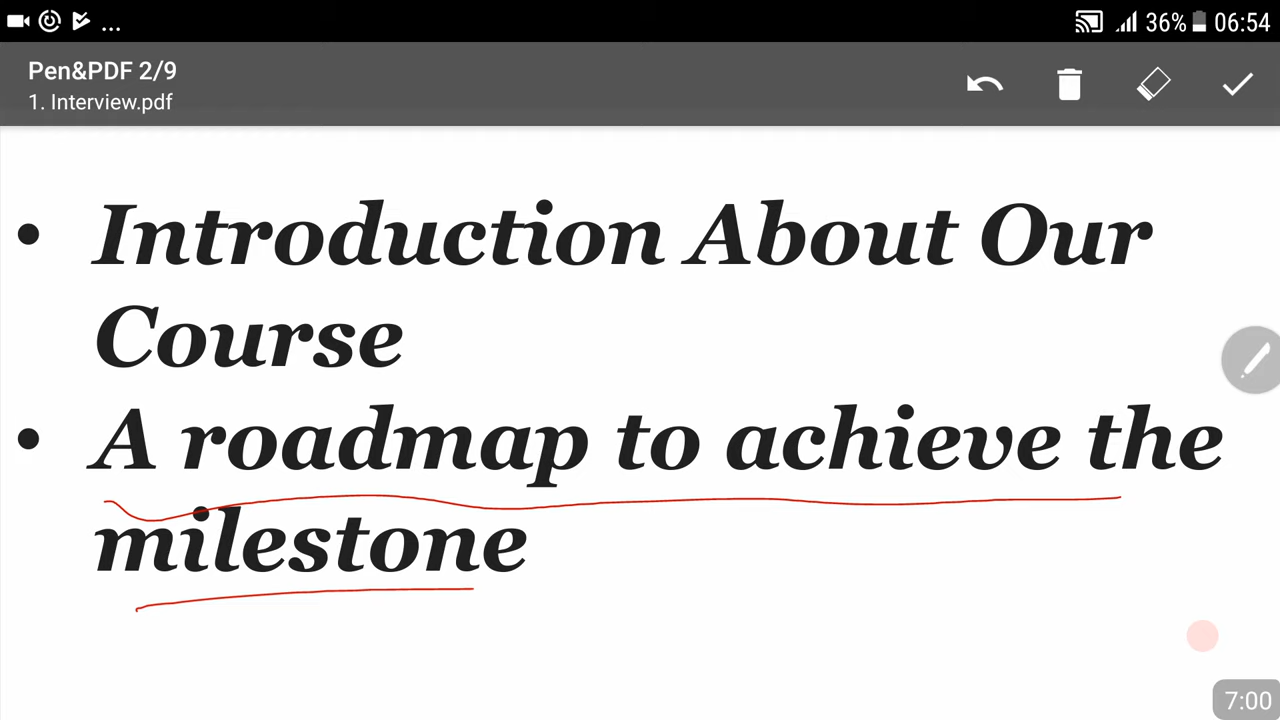 ... 36% 06:54
Pen&PDF 2/9
1. Interview.pdf
• Introduction About Our
Course
• A roadmap to achieve the
milestone
7:00